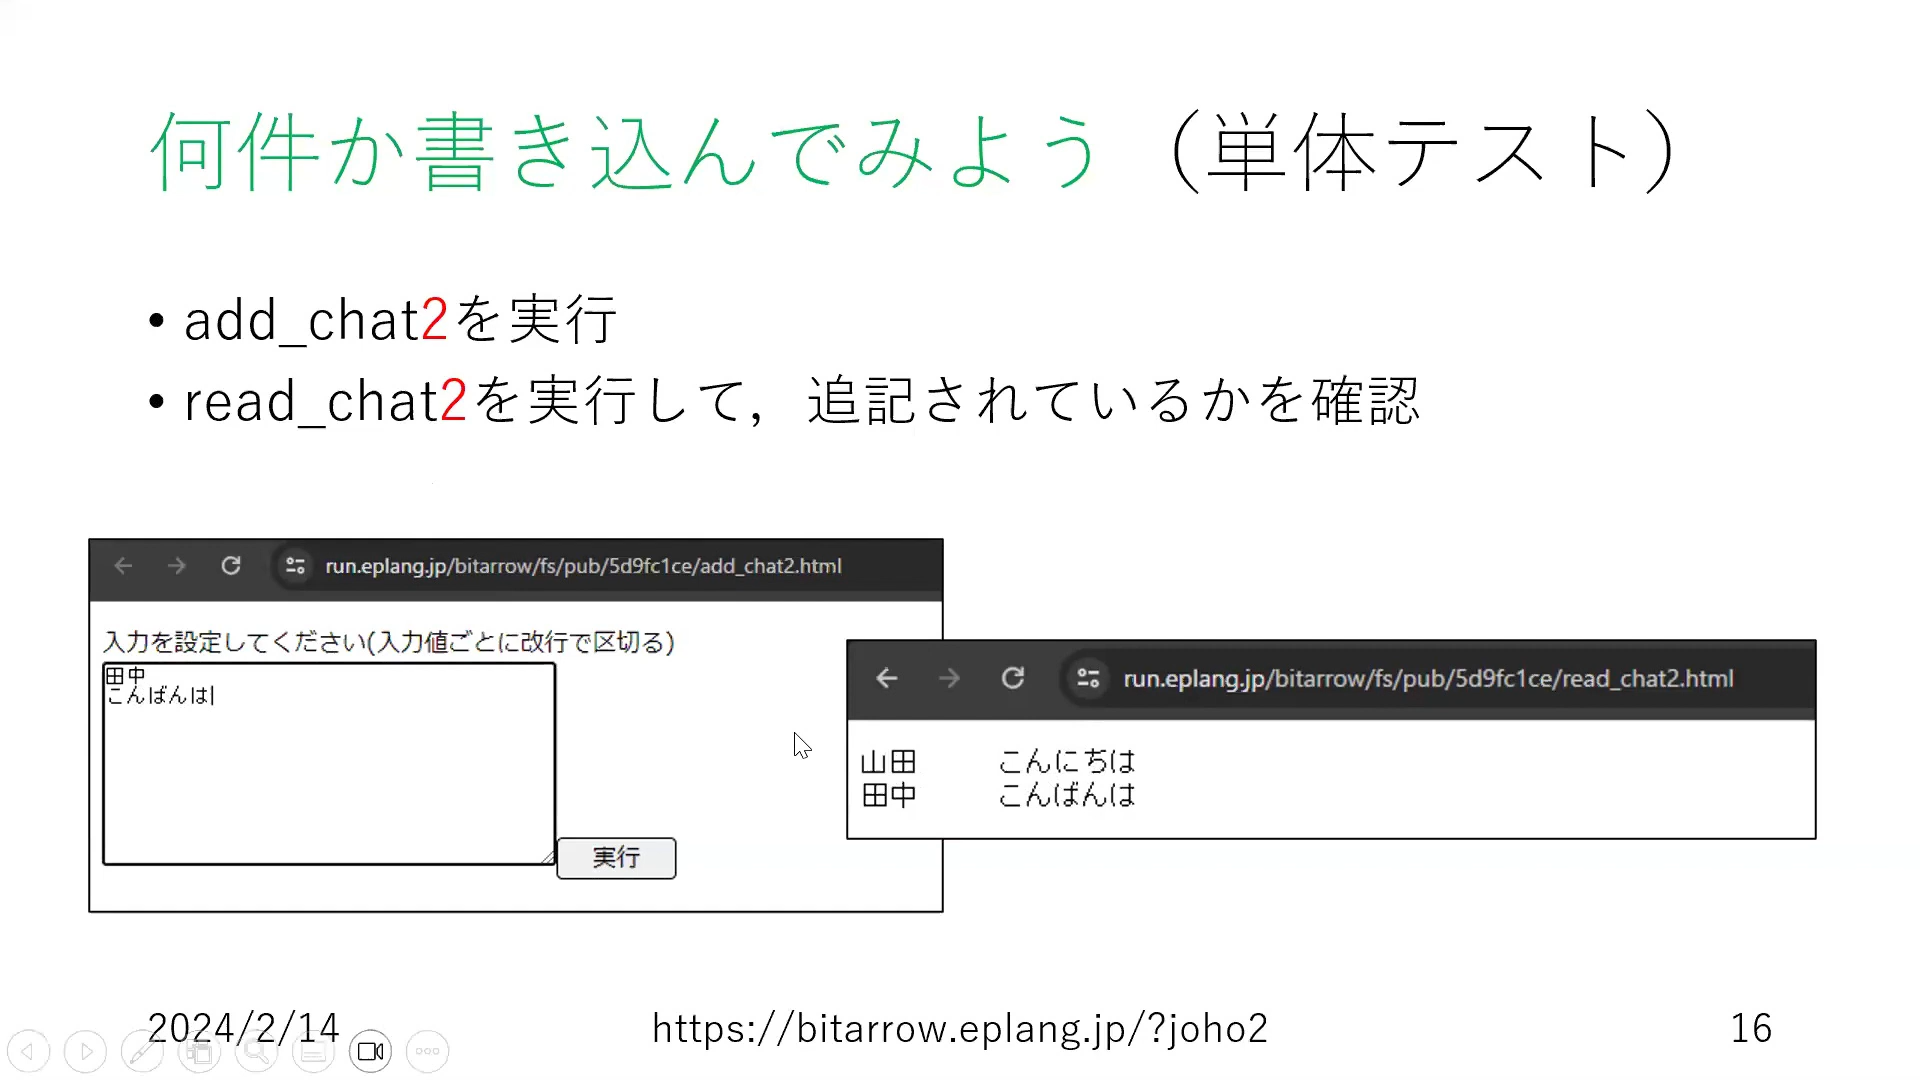 何件か書き込んでみよう（単体テスト）
• add_chat2を実行
• read_chat2を実行して，追記されているかを確認
run.eplang.jp/bitarrow/fs/pub/5d9fc1ce/add_chat2.html
入力を設定してください(入力値ごとに改行で区切る)
田中
こんばんは
実行
run.eplang.jp/bitarrow/fs/pub/5d9fc1ce/read_chat2.html
山田 こんにちは
田中 こんばんは
2024/2/14 https://bitarrow.eplang.jp/?joho2 16